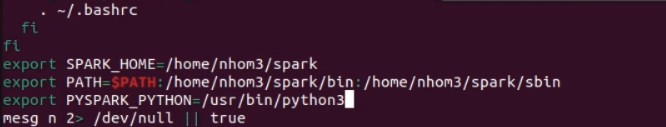 . ~/.bashrc
fi
fi
export SPARK_HOME=/home/nhom3/spark
export PATH=$PATH:/home/nhom3/spark/bin:/home/nhom3/spark/sbin
export PYSPARK_PYTHON=/usr/bin/python3
mesg n 2> /dev/null || true